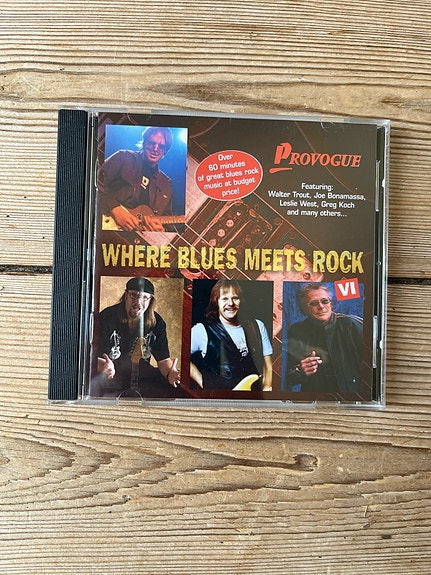 Over
60 minutes
of great blues rock
music at budget
price!
PROVOGUE
Featuring:
Walter Trout, Joe Bonamassa,
Leslie West, Greg Koch
and many others...
WHERE BLUES MEETS ROCK
VI